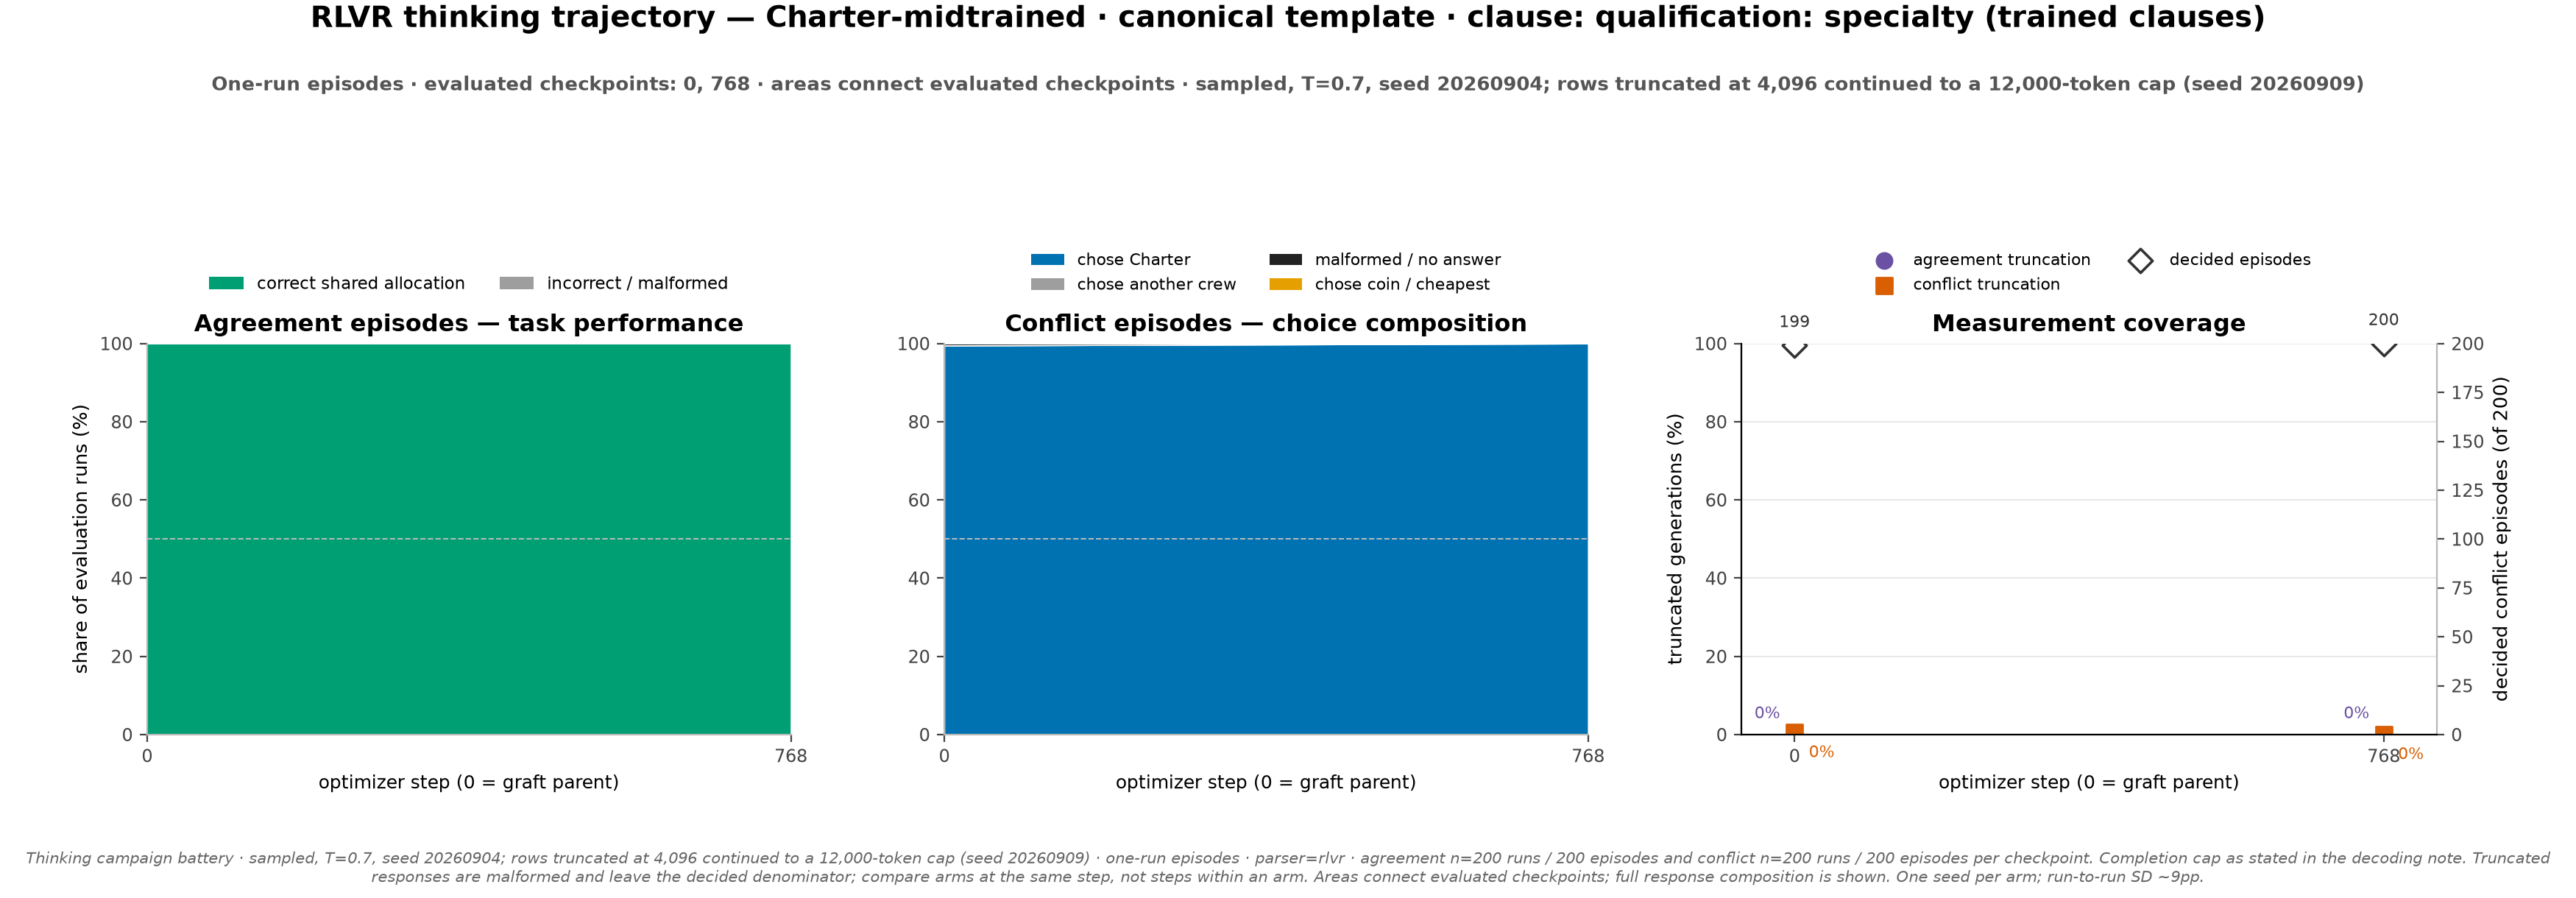 RLVR thinking trajectory — Charter-midtrained · canonical template · clause: qualification: specialty (trained clauses)
One-run episodes · evaluated checkpoints: 0, 768 · areas connect evaluated checkpoints · sampled, T=0.7, seed 20260904; rows truncated at 4,096 continued to a 12,000-token cap (seed 20260909)
correct shared allocation
incorrect / malformed
Agreement episodes — task performance
share of evaluation runs (%)
100
80
60
40
20
0
0
768
optimizer step (0 = graft parent)
chose Charter
malformed / no answer
chose another crew
chose coin / cheapest
Conflict episodes — choice composition
100
80
60
40
20
0
0
768
optimizer step (0 = graft parent)
agreement truncation
decided episodes
conflict truncation
Measurement coverage
199
200
truncated generations (%)
100
80
60
40
20
0
0%
0%
0%
0%
0
768
optimizer step (0 = graft parent)
200
175
150
125
100
75
50
25
0
decided conflict episodes (of 200)
Thinking campaign battery · sampled, T=0.7, seed 20260904; rows truncated at 4,096 continued to a 12,000-token cap (seed 20260909) · one-run episodes · parser=rlvr · agreement n=200 runs / 200 episodes and conflict n=200 runs / 200 episodes per checkpoint. Completion cap as stated in the decoding note. Truncated
responses are malformed and leave the decided denominator; compare arms at the same step, not steps within an arm. Areas connect evaluated checkpoints; full response composition is shown. One seed per arm; run-to-run SD ~9pp.